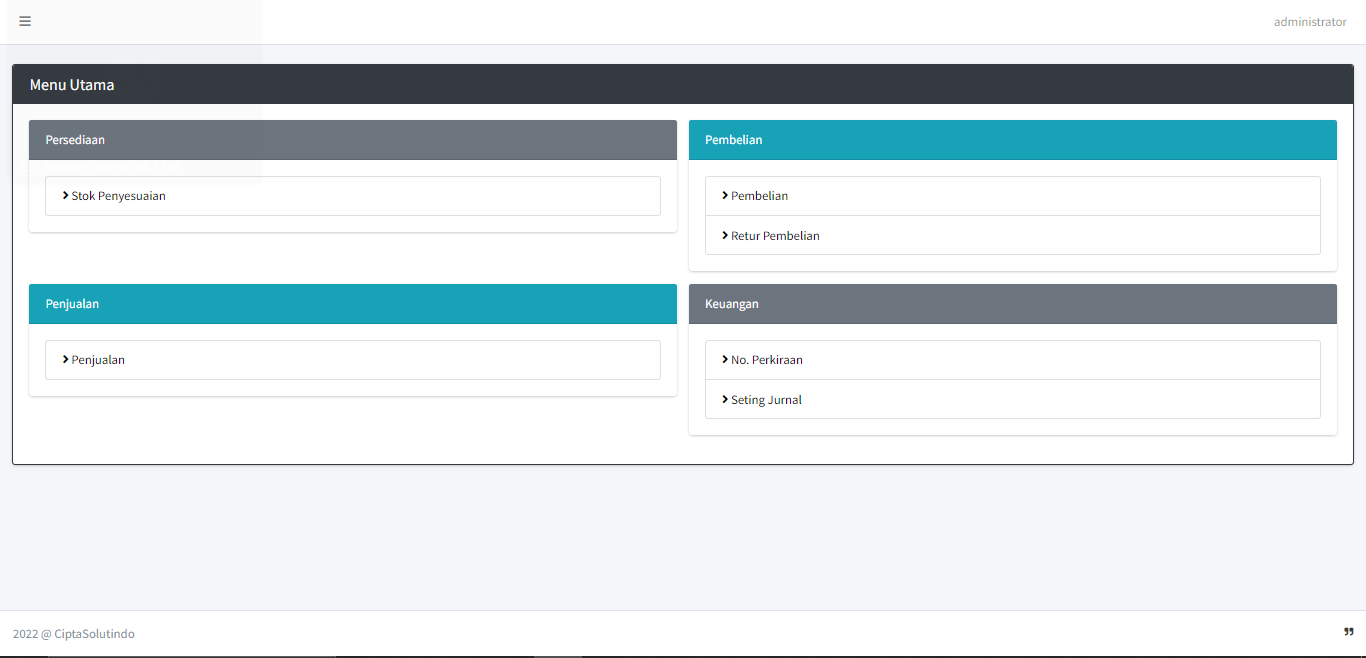 administrator
Menu Utama
Persediaan
Stok Penyesuaian
Pembelian
Pembelian
Retur Pembelian
Penjualan
Penjualan
Keuangan
No. Perkiraan
Seting Jurnal
2022 @ CiptaSolutindo